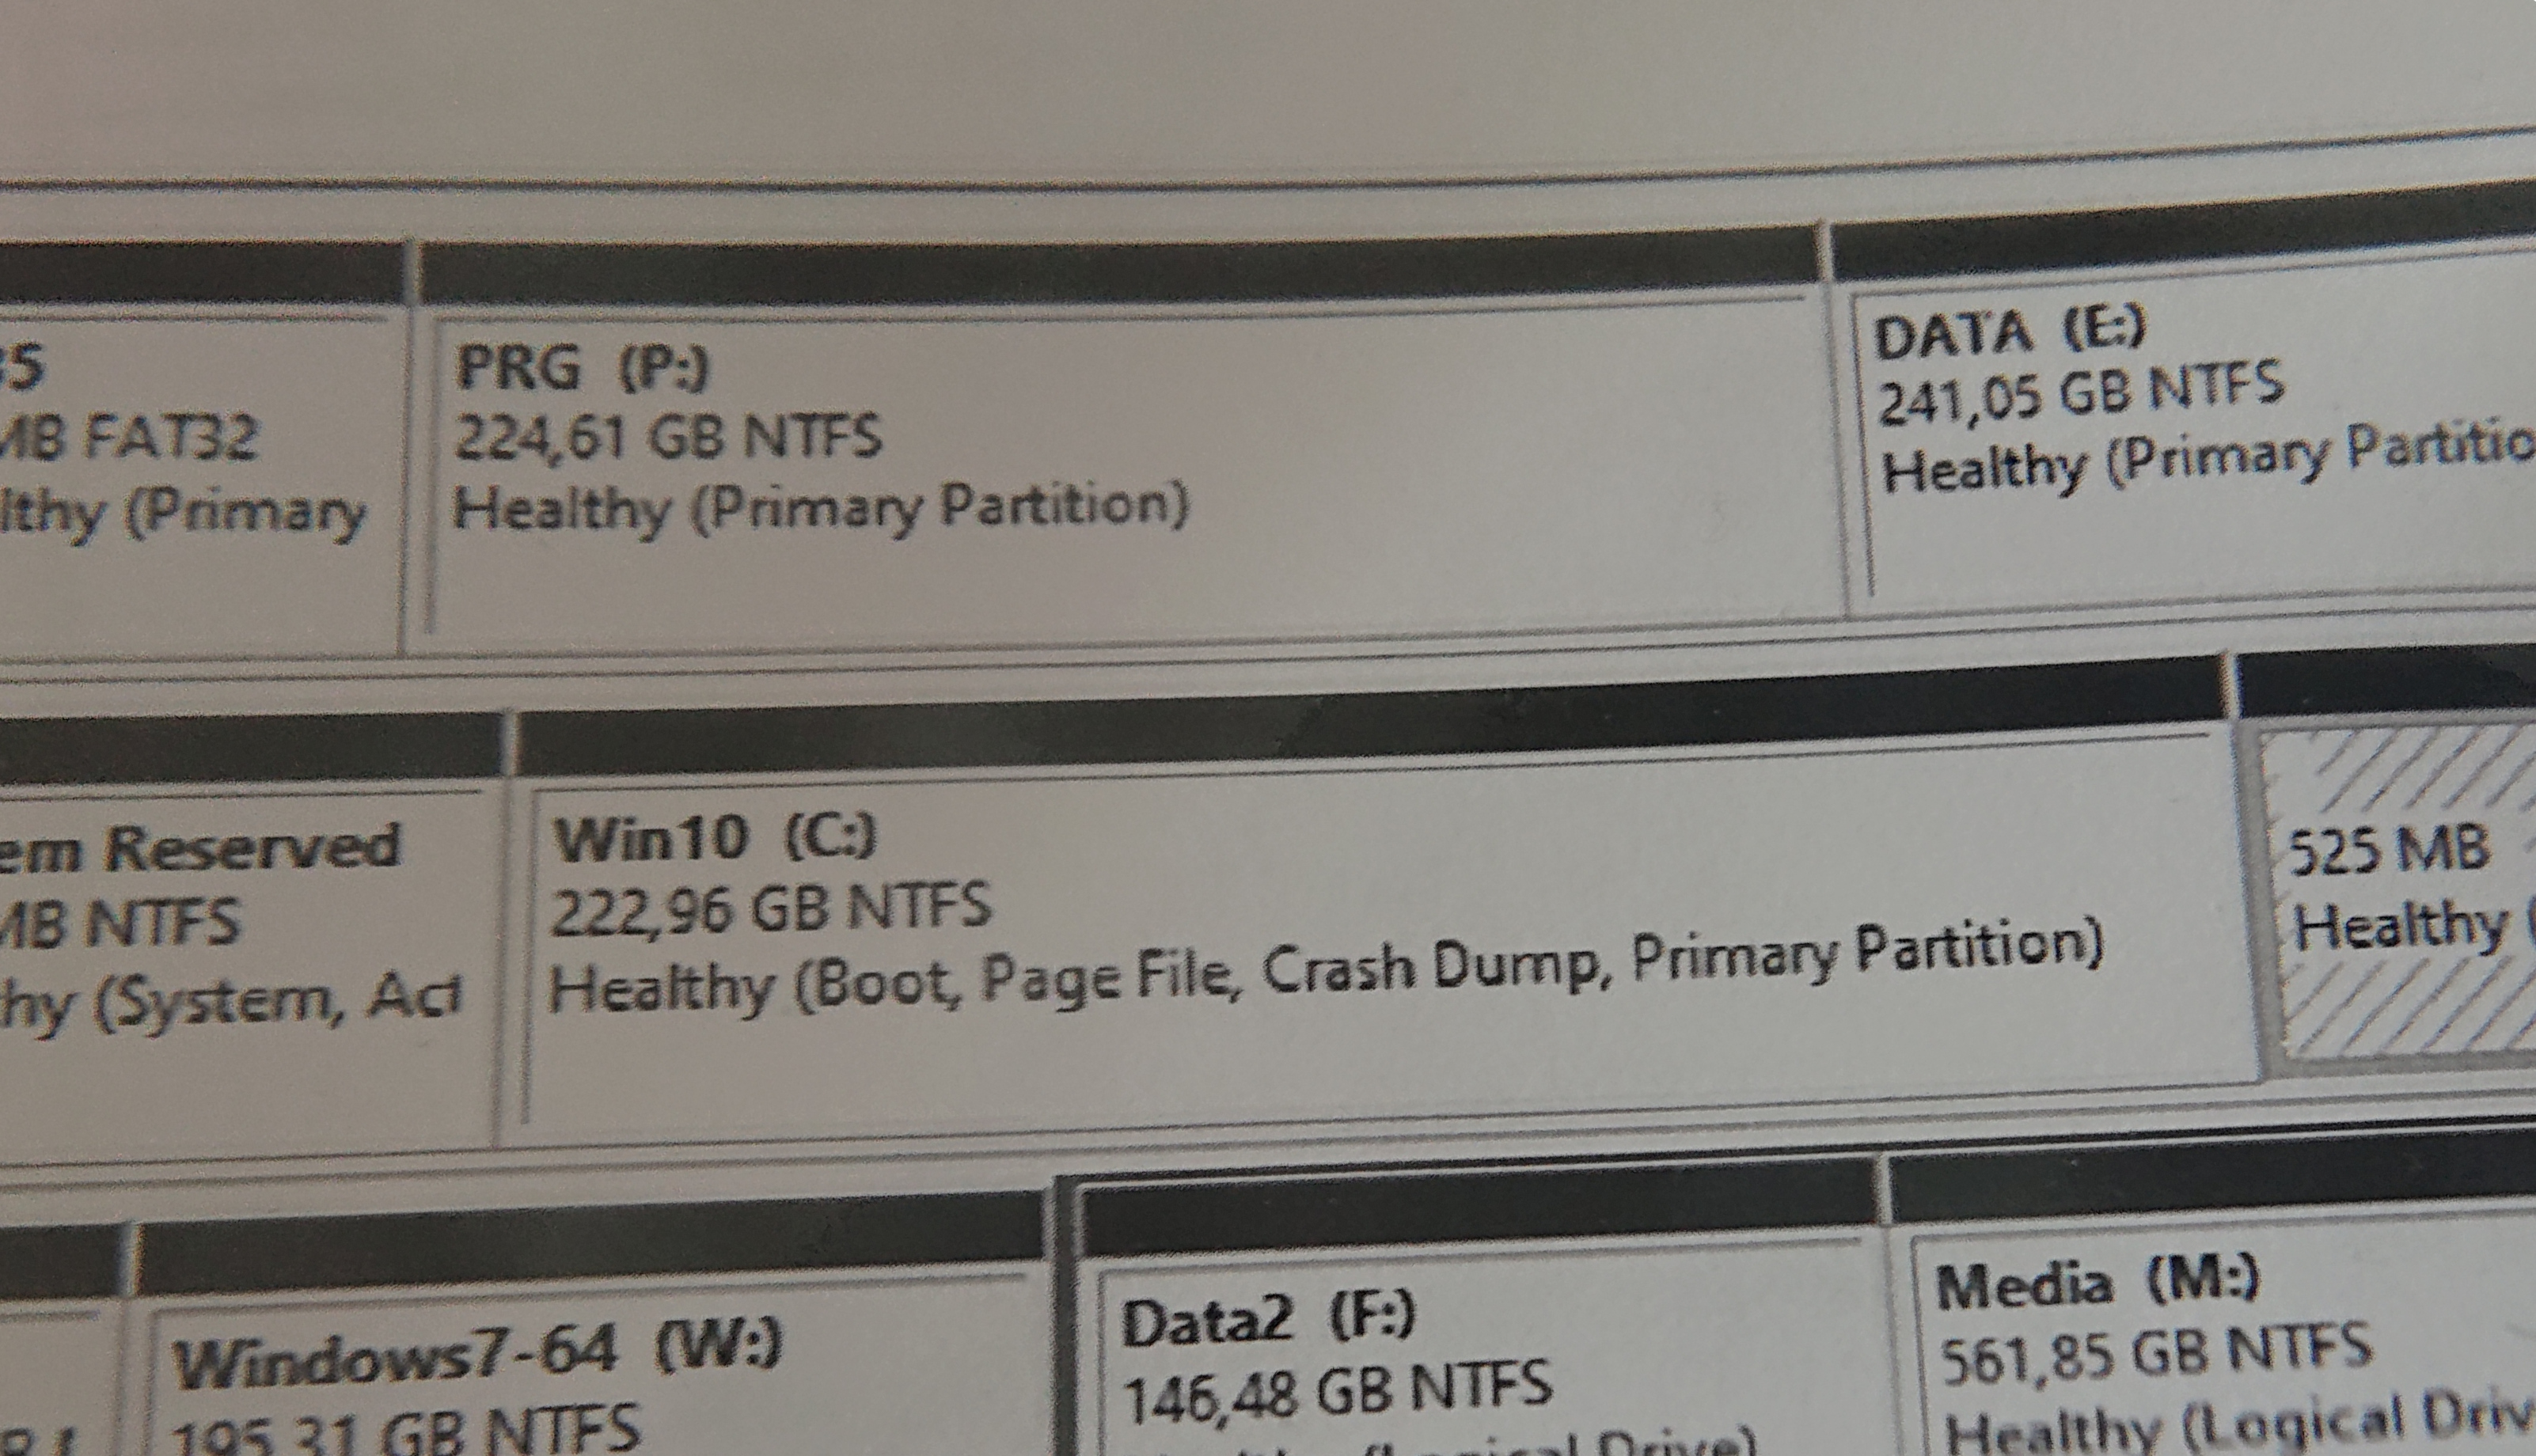 PRG (P:)
224,61 GB NTFS
Healthy (Primary Partition)
DATA (E:)
241,05 GB NTFS
Healthy (Primary Partitio
35
MB FAT32
lthy (Primary
em Reserved
MB NTFS
hy (System, Act
Win10 (C:)
222,96 GB NTFS
Healthy (Boot, Page File, Crash Dump, Primary Partition)
525 MB
Healthy (
Windows7-64 (W:)
195,31 GB NTFS
Data2 (F:)
146,48 GB NTFS
(Logical Drive)
Media (M:)
561,85 GB NTFS
Healthy (Logical Driv